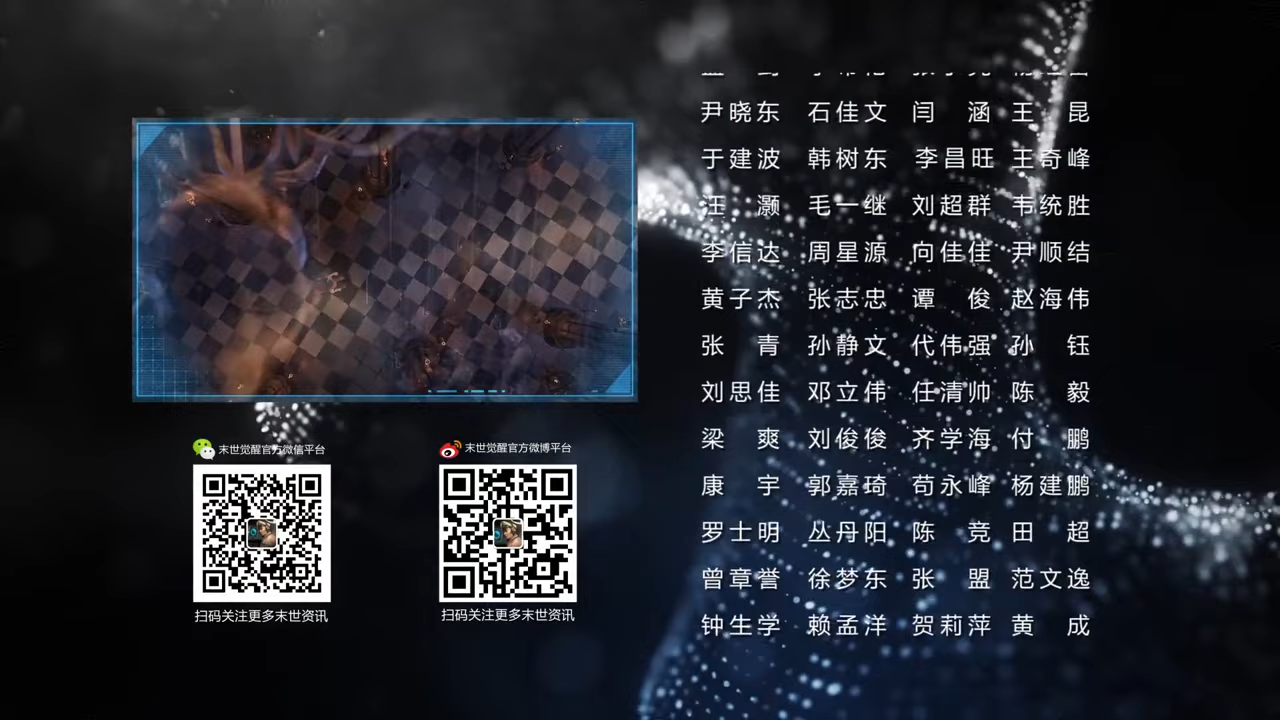 尹晓东 石佳文 闫涵 王昆
于建波 韩树东 李昌旺 王奇峰
汪灏 毛一继 刘超群 韦统胜
李信达 周星源 向佳佳 尹顺结
黄子杰 张志忠 谭俊 赵海伟
张青 孙静文 代伟强 孙钰
刘思佳 邓立伟 任清帅 陈毅
梁爽 刘俊俊 齐学海 付鹏
康宇 郭嘉琦 苟永峰 杨建鹏
罗士明 丛丹阳 陈竞 田超
曾章誉 徐梦东 张盟 范文逸
钟生学 赖孟洋 贺莉萍 黄成
末世觉醒官方微信平台
扫码关注更多末世资讯
末世觉醒官方微博平台
扫码关注更多末世资讯